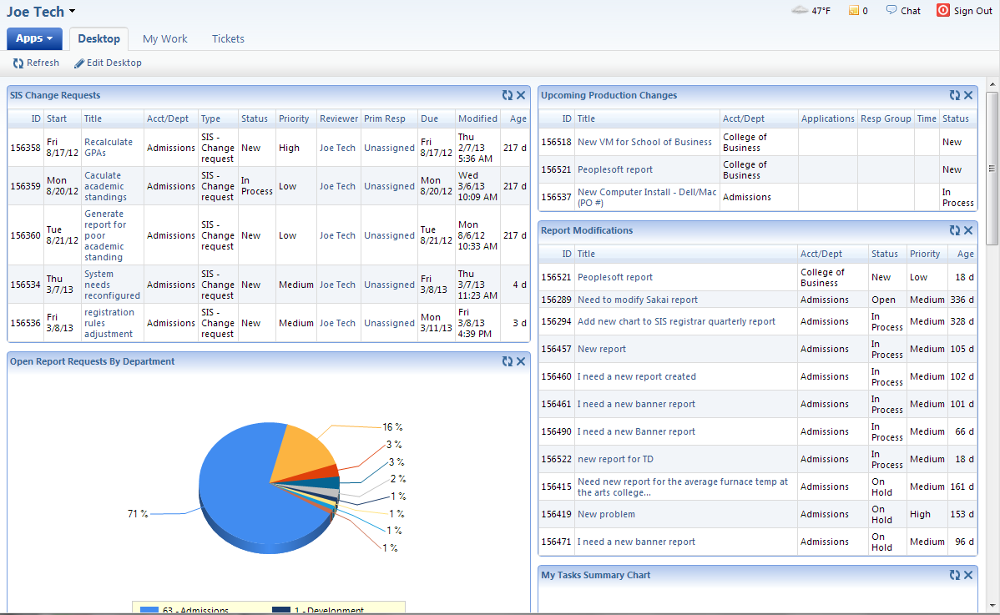 Joe Tech
47°F 0 Chat Sign Out
Apps Desktop My Work Tickets
Refresh Edit Desktop
SIS Change Requests
ID Start Title Acct/Dept Type Status Priority Reviewer Prim Resp Due Modified Age
156358 Fri 8/17/12 Recalculate GPAs Admissions SIS - Change request New High Joe Tech Unassigned Fri 8/17/12 Thu 2/7/13 5:36 AM 217 d
156359 Mon 8/20/12 Caculate academic standings Admissions SIS - Change request In Process Low Joe Tech Unassigned Mon 8/20/12 Wed 3/6/13 10:09 AM 217 d
156360 Tue 8/21/12 Generate report for poor academic standing Admissions SIS - Change request New Low Joe Tech Unassigned Tue 8/21/12 Mon 8/6/12 10:33 AM 217 d
156534 Thu 3/7/13 System needs reconfigured Admissions SIS - Change request New Medium Joe Tech Unassigned Fri 3/8/13 Thu 3/7/13 11:23 AM 4 d
156536 Fri 3/8/13 registration rules adjustment Admissions SIS - Change request New Medium Joe Tech Unassigned Mon 3/11/13 Fri 3/8/13 4:39 PM 3 d
Open Report Requests By Department
16 %
3 %
3 %
2 %
1 %
1 %
1 %
1 %
71 %
63 - Admissions 1 - Development
Upcoming Production Changes
ID Title Acct/Dept Applications Resp Group Time Status
156518 New VM for School of Business College of Business New
156521 Peoplesoft report College of Business New
156537 New Computer Install - Dell/Mac (PO #) Admissions In Process
Report Modifications
ID Title Acct/Dept Status Priority Age
156521 Peoplesoft report College of Business New Low 18 d
156289 Need to modify Sakai report Admissions Open Medium 336 d
156294 Add new chart to SIS registrar quarterly report Admissions In Process Medium 328 d
156457 New report Admissions In Process Medium 105 d
156460 I need a new report created Admissions In Process Medium 102 d
156461 I need a new banner report Admissions In Process Medium 101 d
156490 I need a new Banner report Admissions In Process Medium 66 d
156522 new report for TD Admissions In Process Medium 18 d
156415 Need new report for the average furnace temp at the arts college... Admissions On Hold Medium 161 d
156419 New problem Admissions On Hold High 153 d
156471 I need a new banner report Admissions On Hold Medium 96 d
My Tasks Summary Chart